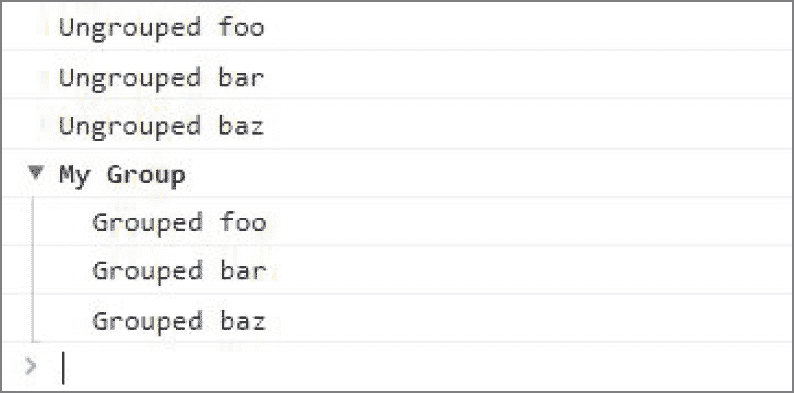 Ungrouped foo
Ungrouped bar
Ungrouped baz
▼ My Group
Grouped foo
Grouped bar
Grouped baz
>